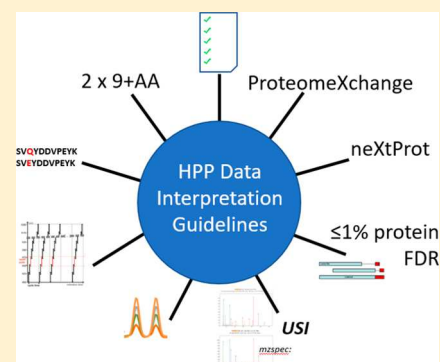 2 x 9+AA
ProteomeXchange
SVQYDDVPEYK
SVEYDDVPEYK
HPP Data
Interpretation
Guidelines
neXtProt
≤1% protein
FDR
USI
mzspec: